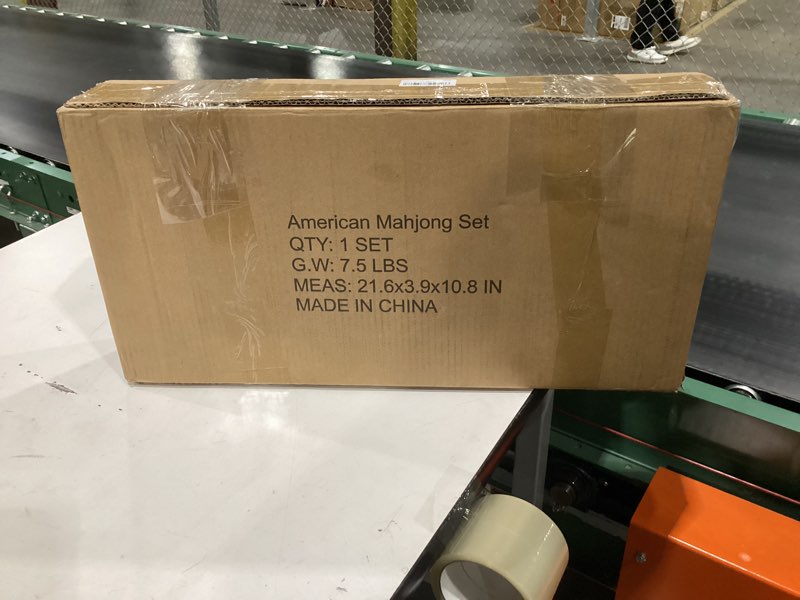 American Mahjong Set
QTY: 1 SET
G.W: 7.5 LBS
MEAS: 21.6x3.9x10.8 IN
MADE IN CHINA